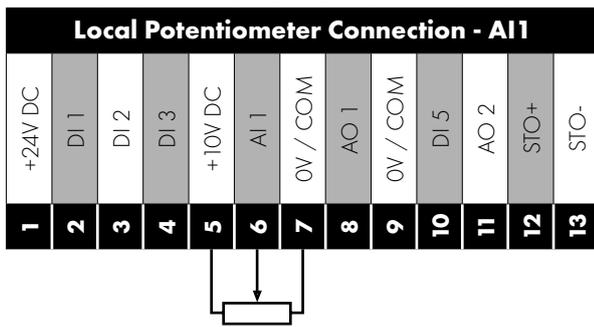 Local Potentiometer Connection - AI1
+24V DC
DI 1
DI 2
DI 3
+10V DC
AI 1
0V / COM
AO 1
0V / COM
DI 5
AO 2
STO+
STO-
1
2
3
4
5
6
7
8
9
10
11
12
13